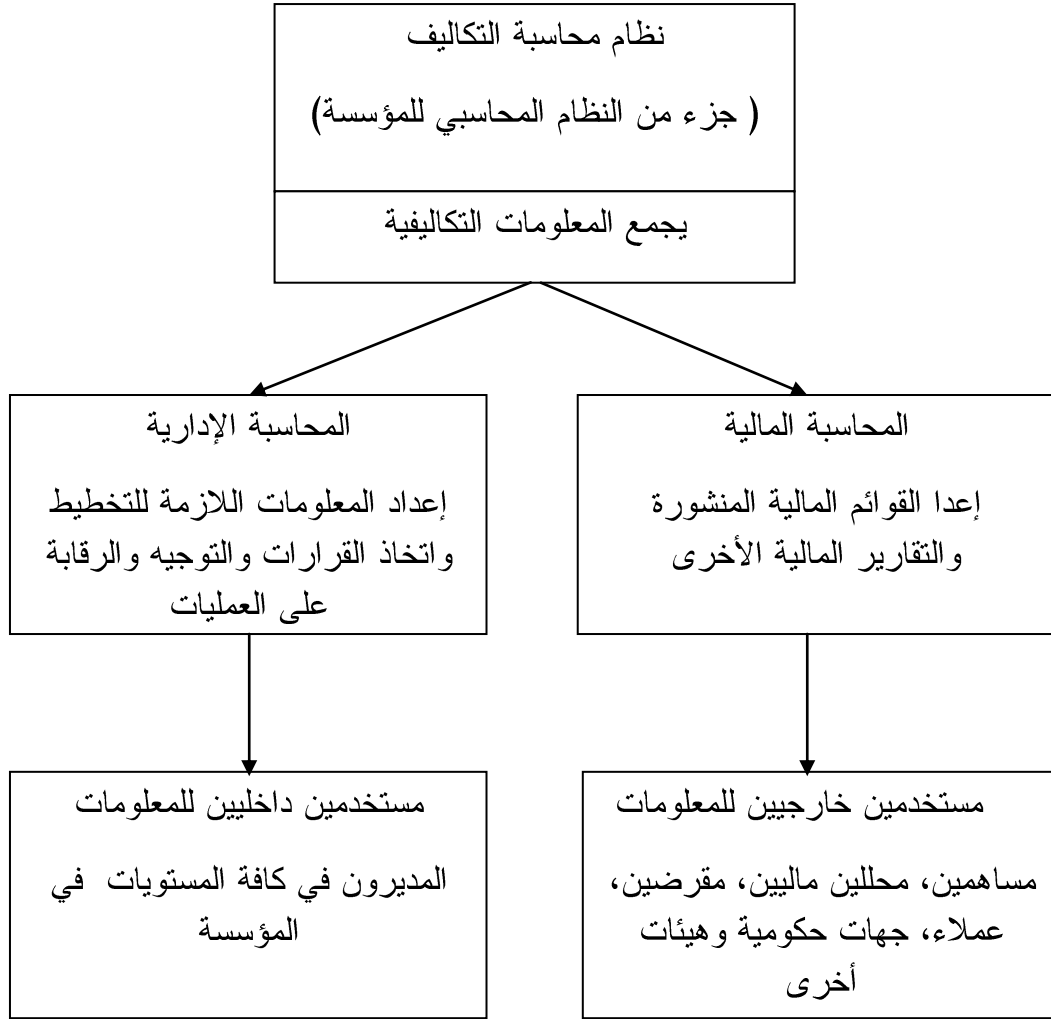 نظام محاسبة التكاليف
( جزء من النظام المحاسبي للمؤسسة)
يجمع المعلومات التكاليفية
المحاسبة المالية
إعدا القوائم المالية المنشورة
والتقارير المالية الأخرى
المحاسبة الإدارية
إعداد المعلومات اللازمة للتخطيط
واتخاذ القرارات والتوجيه والرقابة
على العمليات
مستخدمين خارجيين للمعلومات
مساهمين، محللين ماليين، مقرضين،
عملاء، جهات حكومية وهيئات
أخرى
مستخدمين داخليين للمعلومات
المديرون في كافة المستويات في
المؤسسة